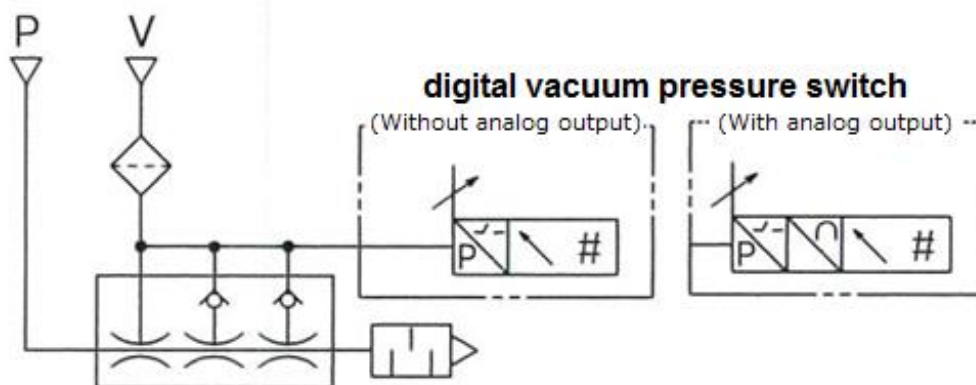 P V
digital vacuum pressure switch
(Without analog output) (With analog output)
P # P #